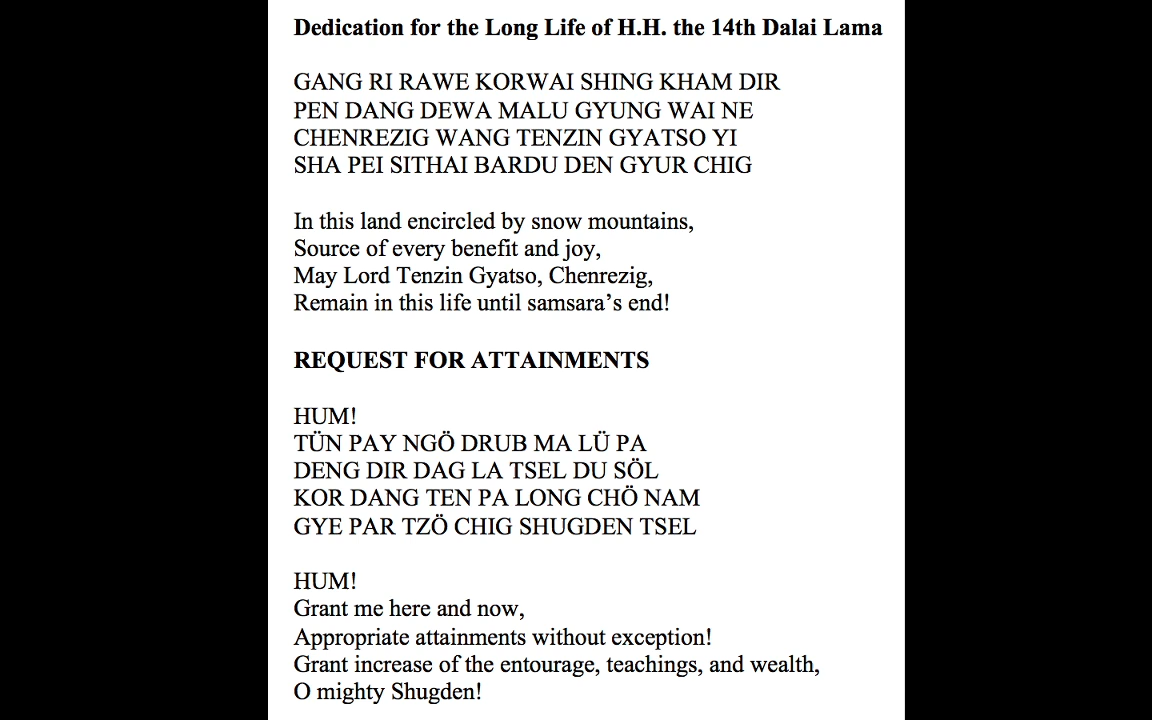 Dedication for the Long Life of H.H. the 14th Dalai Lama
GANG RI RAWE KORWAI SHING KHAM DIR
PEN DANG DEWA MALU GYUNG WAI NE
CHENREZIG WANG TENZIN GYATSO YI
SHA PEI SITHAI BARDU DEN GYUR CHIG
In this land encircled by snow mountains,
Source of every benefit and joy,
May Lord Tenzin Gyatso, Chenrezig,
Remain in this life until samsara’s end!
REQUEST FOR ATTAINMENTS
HUM!
TÜN PAY NGÖ DRUB MA LÜ PA
DENG DIR DAG LA TSEL DU SÖL
KOR DANG TEN PA LONG CHÖ NAM
GYE PAR TZÖ CHIG SHUGDEN TSEL
HUM!
Grant me here and now,
Appropriate attainments without exception!
Grant increase of the entourage, teachings, and wealth,
O mighty Shugden!